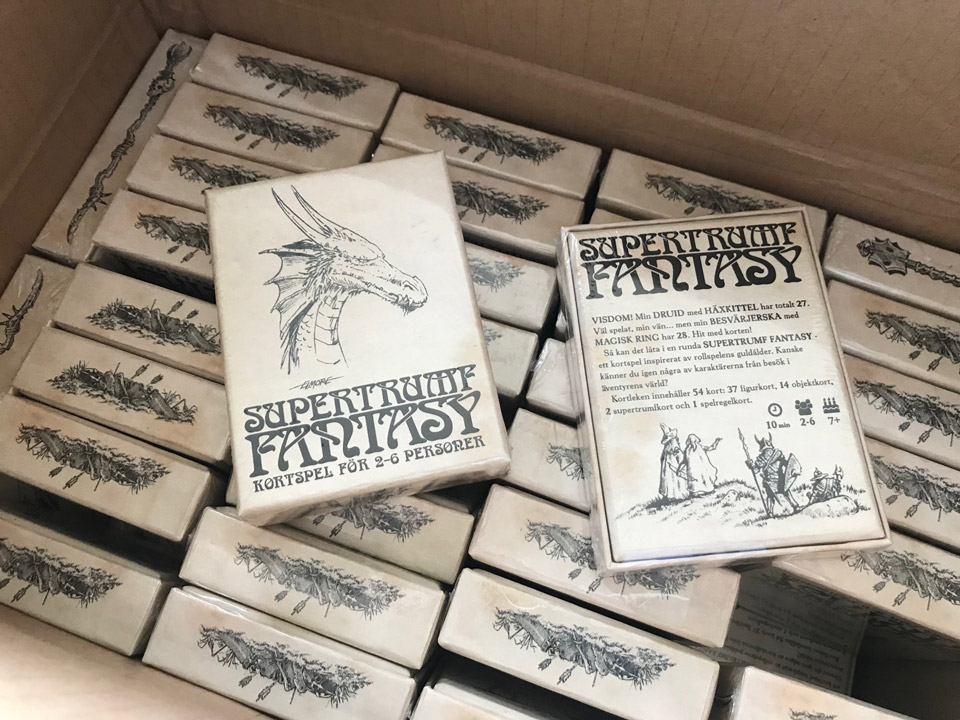 ELMORE
SUPERTRUMF
FANTASY
KORTSPEL FÖR 2-6 PERSONER
SUPERTRUMF
FANTASY
VISDOM! Min DRUID med HÄXKITTEL har totalt 27.
Väl spelat, min vän... men min BESVÄRJERSKA med
MAGISK RING har 28. Hit med korten!
Så kan det låta i en runda SUPERTRUMF FANTASY -
ett kortspel inspirerat av rollspelens guldålder. Kanske
känner du igen några av karaktärerna från besök i
äventyrens värld?
Kortleken innehåller 54 kort: 37 figurkort, 14 objektkort,
2 supertrumfkort och 1 spelregelkort.
10 min 2-6 7+